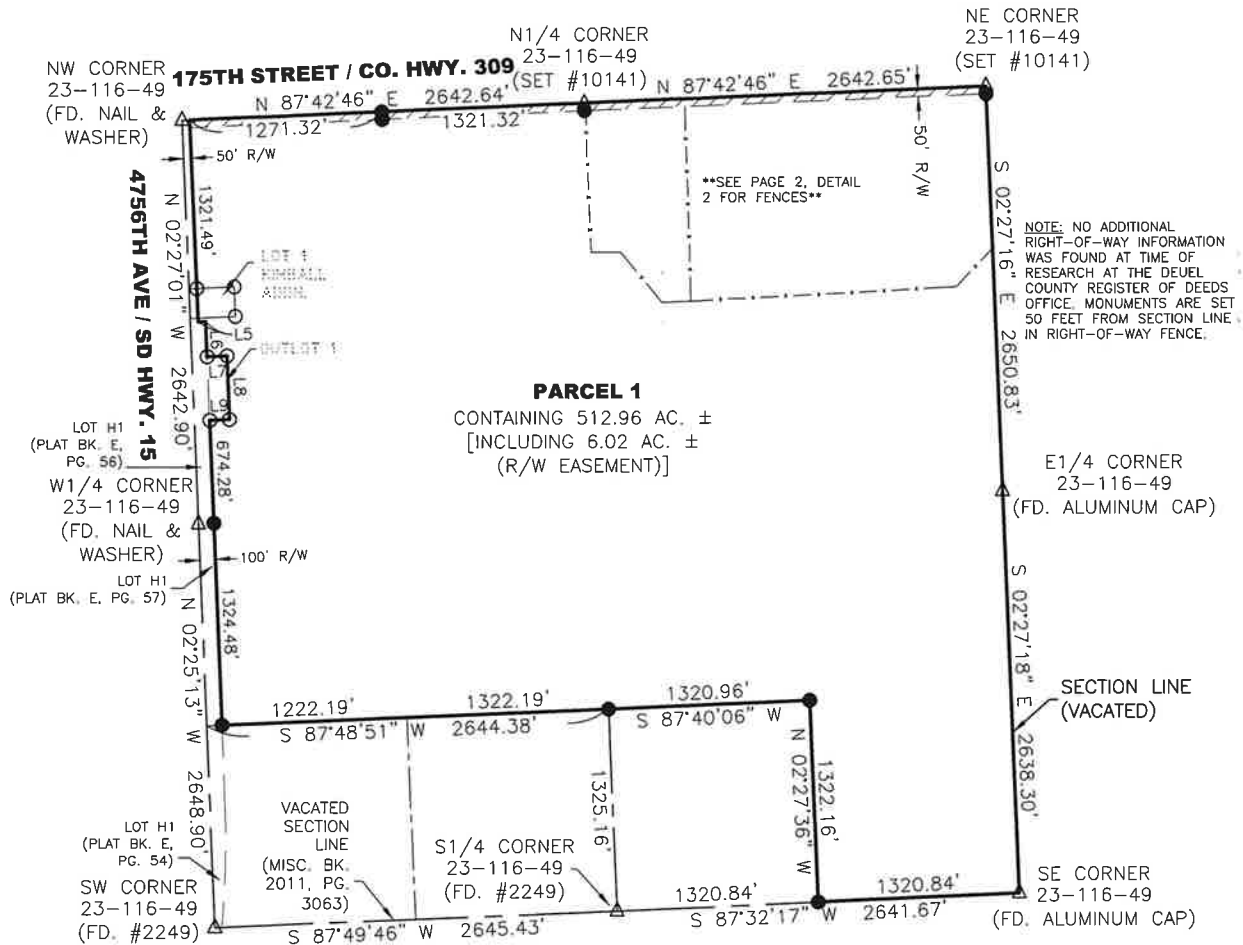 NW CORNER
23-116-49
(FD. NAIL &
WASHER)
175TH STREET / CO. HWY. 309
N1/4 CORNER
23-116-49
(SET #10141)
NE CORNER
23-116-49
(SET #10141)
N 87°42'46" E 2642.64'
1271.32'
1321.32'
N 87°42'46" E 2642.65'
50' R/W
50' R/W
4756TH AVE / SD HWY. 15
N 02°27'01" W 2642.90'
1321.49'
LOT 1
KIMBALL
ADDN.
L5
L6
L7
OUTLOT 1
L8
L9
**SEE PAGE 2, DETAIL
2 FOR FENCES**
S 02°27'16" E 2650.83'
NOTE: NO ADDITIONAL
RIGHT-OF-WAY INFORMATION
WAS FOUND AT TIME OF
RESEARCH AT THE DEUEL
COUNTY REGISTER OF DEEDS
OFFICE. MONUMENTS ARE SET
50 FEET FROM SECTION LINE
IN RIGHT-OF-WAY FENCE.
PARCEL 1
CONTAINING 512.96 AC. ±
[INCLUDING 6.02 AC. ±
(R/W EASEMENT)]
LOT H1
(PLAT BK. E,
PG. 56)
674.28'
W1/4 CORNER
23-116-49
(FD. NAIL &
WASHER)
100' R/W
E1/4 CORNER
23-116-49
(FD. ALUMINUM CAP)
LOT H1
(PLAT BK. E, PG. 57)
N 02°25'13" W 2648.90'
1324.48'
S 02°27'18" E 2638.30'
SECTION LINE
(VACATED)
1222.19'
1322.19'
1320.96'
S 87°48'51" W 2644.38'
S 87°40'06" W
N 02°27'36" W 1322.16'
1325.16'
LOT H1
(PLAT BK. E,
PG. 54)
VACATED
SECTION
LINE
(MISC. BK.
2011, PG.
3063)
S1/4 CORNER
23-116-49
(FD. #2249)
SW CORNER
23-116-49
(FD. #2249)
S 87°49'46" W 2645.43'
1320.84'
1320.84'
S 87°32'17" W 2641.67'
SE CORNER
23-116-49
(FD. ALUMINUM CAP)